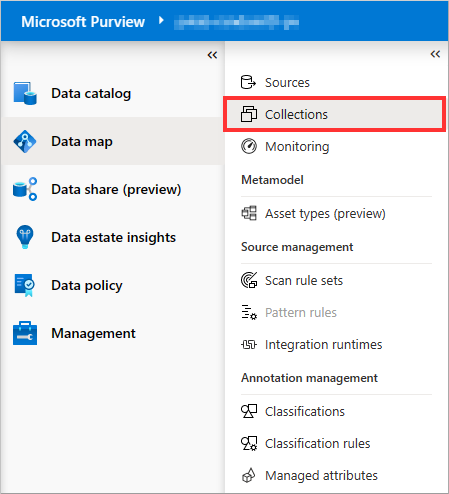 Microsoft Purview
Data catalog
Data map
Data share (preview)
Data estate insights
Data policy
Management
Sources
Collections
Monitoring
Metamodel
Asset types (preview)
Source management
Scan rule sets
Pattern rules
Integration runtimes
Annotation management
Classifications
Classification rules
Managed attributes